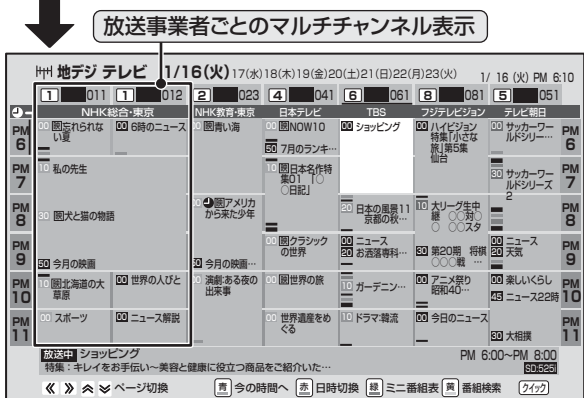 放送事業者ごとのマルチチャンネル表示
地デジ テレビ 1/16(火) 17(水)18(木)19(金)20(土)21(日)22(月)23(火) 1/ 16 (火) PM 6:10
1 011 1 012 2 023 4 041 6 061 8 081 5 051
NHK総合・東京 NHK教育・東京 日本テレビ TBS フジテレビジョン テレビ朝日
PM 6
00 忘れられない夏
10 私の先生
30 犬と猫の物語
50 今月の映画
10 北海道の大草原
00 スポーツ
00 6時のニュース
00 世界の人びと
00 ニュース解説
00 青い海
00 アメリカから来た少年
50 今月の映画…
00 演劇:ある夜の出来事
00 NOW10
50 7月のランキ…
10 日本名作特集01 「○○日記」
00 クラシックの世界
00 世界の旅
00 世界遺産をめぐる
00 ショッピング
20 日本の風景11 京都の秋…
00 ニュース
20 お洒落専科…
10 ガーデニン…
10 ドラマ:韓流
00 ハイビジョン特集「小さな旅」第5集 仙台
10 大リーグ生中継 ○○対○○ ○○スタ
30 第20期 将棋○○○戦 …
00 アニメ祭り 昭和40…
00 今日のニュース
00 サッカーワールドシリー…
30 サッカーワールドシリーズ2
00 ニュース
20 天気
00 楽しいくらし
45 ニュース22時
30 大相撲
PM 6
PM 7
PM 7
PM 8
PM 8
PM 9
PM 9
PM 10
PM 10
PM 11
PM 11
放送中 ショッピング PM 6:00~PM 8:00
特集:キレイをお手伝い~美容と健康に役立つ商品をご紹介いた… SD:525i
ページ切換 青 今の時間へ 赤 日時切換 緑 ミニ番組表 黄 番組検索 クイック